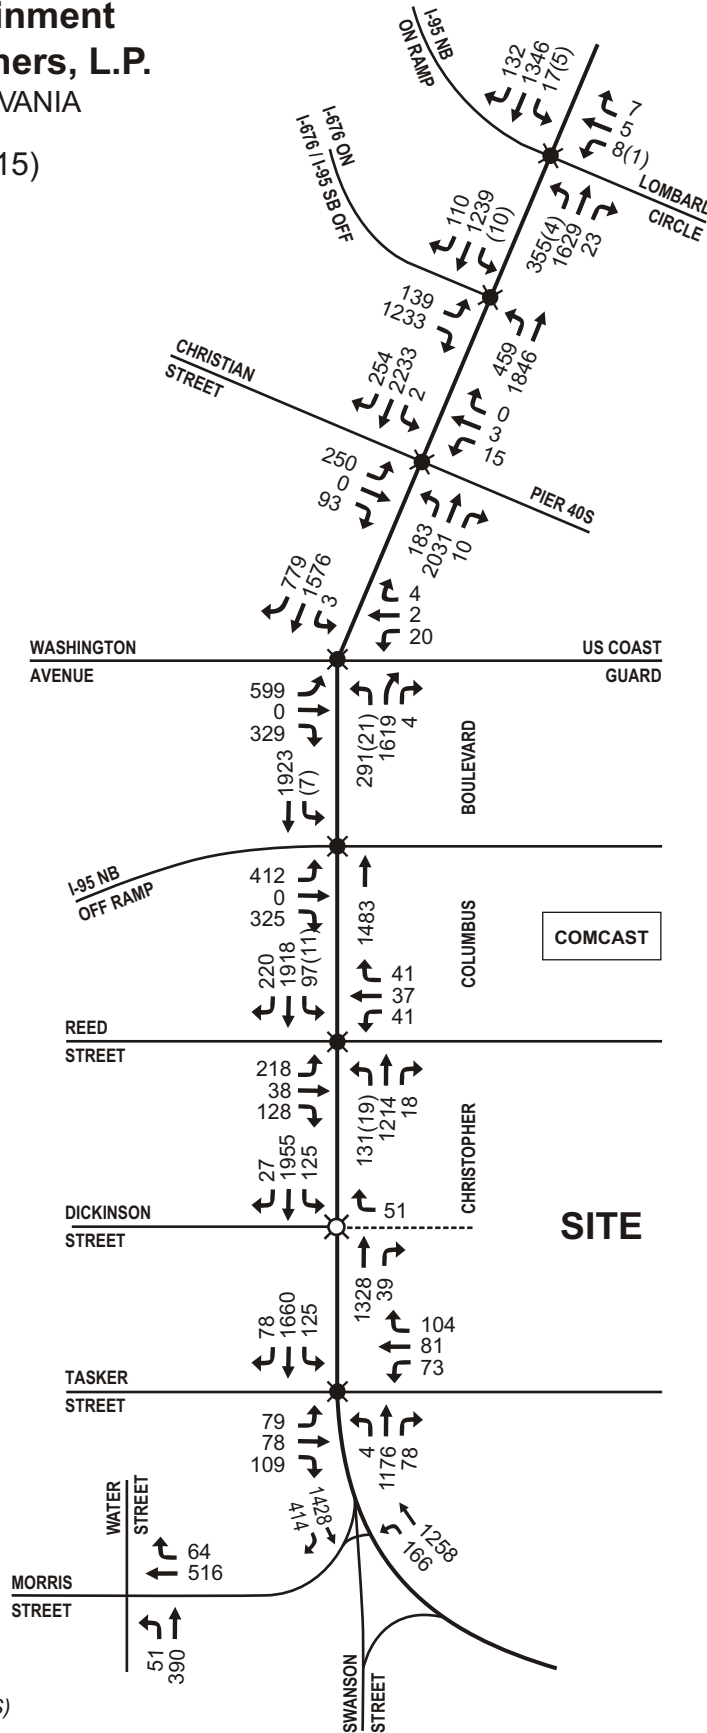 inment
ners, L.P.
VANIA
15)
I-95 NB
ON RAMP
132
1346
17(5)
7
5
8(1)
LOMBARD
CIRCLE
I-676 ON
I-676 / I-95 SB OFF
110
1239
(10)
355(4)
1629
23
139
1233
459
1846
CHRISTIAN
STREET
254
2233
2
0
3
15
250
0
93
PIER 40S
183
2031
10
779
1576
3
4
2
20
WASHINGTON
AVENUE
US COAST
GUARD
599
0
329
291(21)
1619
4
BOULEVARD
1923
(7)
I-95 NB
OFF RAMP
412
0
325
1483
COLUMBUS
COMCAST
220
1918
97(11)
41
37
41
REED
STREET
218
38
128
131(19)
1214
18
CHRISTOPHER
27
1955
125
51
DICKINSON
STREET
SITE
1328
39
78
1660
125
104
81
73
TASKER
STREET
79
78
109
4
1176
78
WATER
STREET
414
1428
1258
166
64
516
MORRIS
STREET
51
390
SWANSON
STREET
S)